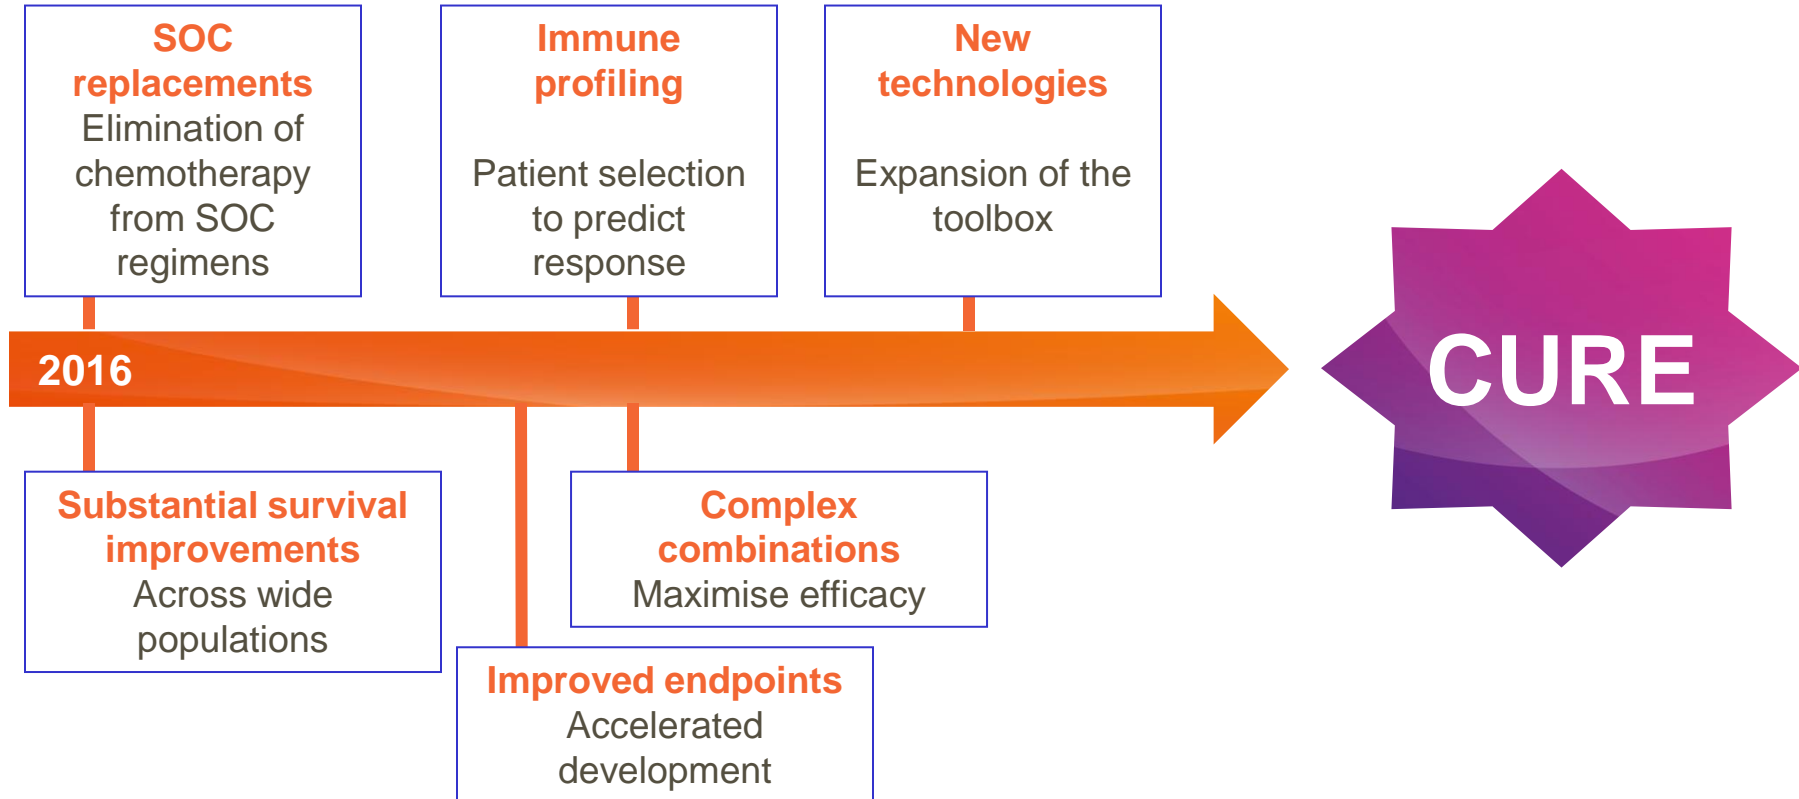 SOC
replacements
Elimination of
chemotherapy
from SOC
regimens
Immune
profiling
Patient selection
to predict
response
New
technologies
Expansion of the
toolbox
2016
CURE
Substantial survival
improvements
Across wide
populations
Complex
combinations
Maximise efficacy
Improved endpoints
Accelerated
development